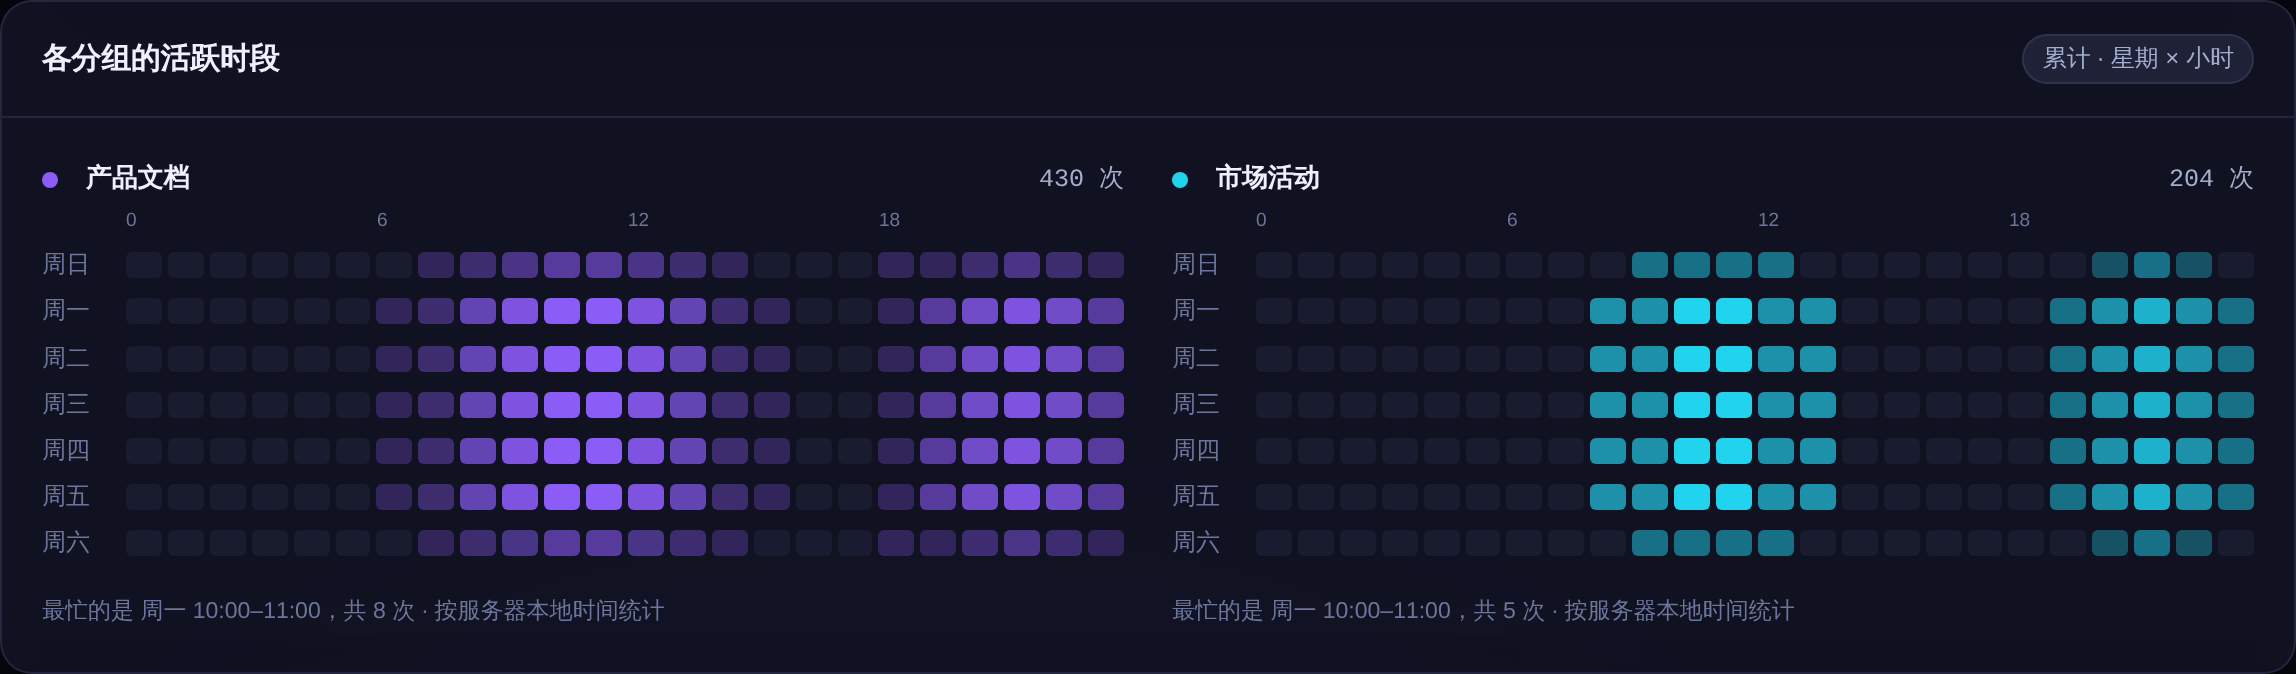 各分组的活跃时段
累计 · 星期 × 小时
产品文档
430 次
0 6 12 18
周日
周一
周二
周三
周四
周五
周六
最忙的是 周一 10:00–11:00，共 8 次 · 按服务器本地时间统计
市场活动
204 次
0 6 12 18
周日
周一
周二
周三
周四
周五
周六
最忙的是 周一 10:00–11:00，共 5 次 · 按服务器本地时间统计